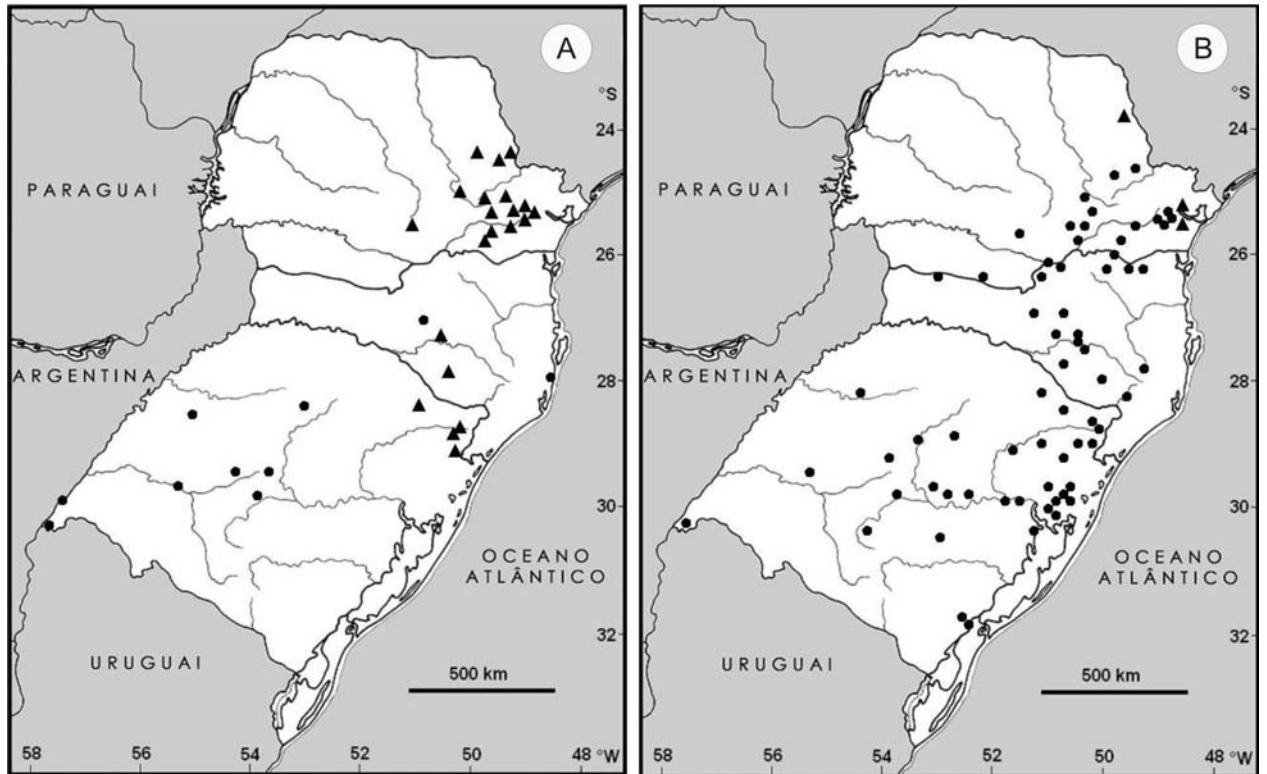 A
°S
24
PARAGUAI
26
ARGENTINA
28
30
OCEANO
ATLÂNTICO
32
URUGUAI
500 km
58
56
54
52
50
48 °W
B
°S
24
PARAGUAI
26
ARGENTINA
28
30
OCEANO
ATLÂNTICO
32
URUGUAI
500 km
58
56
54
52
50
48 °W